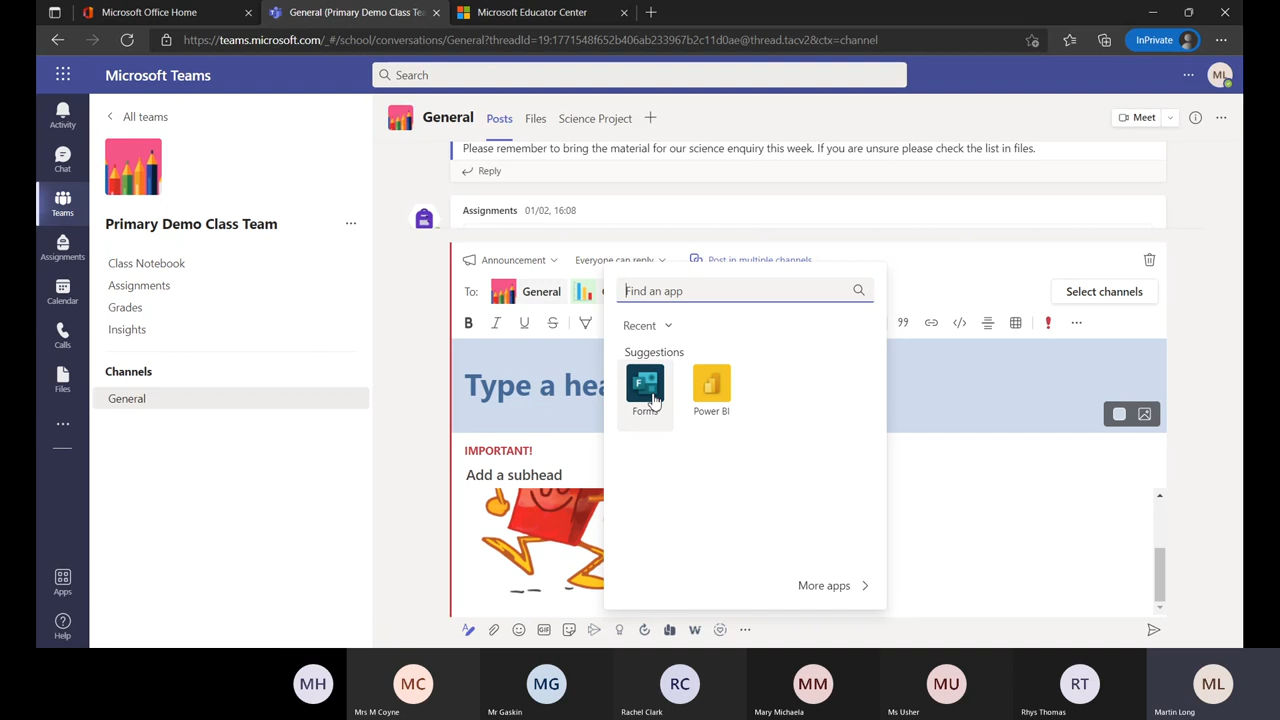 Microsoft Office Home
General (Primary Demo Class Te
Microsoft Educator Center
https://teams.microsoft.com/_#/school/conversations/General?threadId=19:1771548f652b406ab233967b2c11d0ae@thread.tacv2&ctx=channel
InPrivate
Microsoft Teams
Search
ML
Activity
Chat
Teams
Assignments
Calendar
Calls
Files
Apps
Help
All teams
Primary Demo Class Team
Class Notebook
Assignments
Grades
Insights
Channels
General
General
Posts
Files
Science Project
Meet
Please remember to bring the material for our science enquiry this week. If you are unsure please check the list in files.
Reply
Assignments 01/02, 16:08
Announcement
Everyone can reply
Post in multiple channels
To:
General
Select channels
B I U S
Type a hea
IMPORTANT!
Add a subhead
Find an app
Recent
Suggestions
Forms
Power BI
More apps
GIF
W
MH
MC
MG
RC
MM
MU
RT
ML
Mrs M Coyne
Mr Gaskin
Rachel Clark
Mary Michaela
Ms Usher
Rhys Thomas
Martin Long